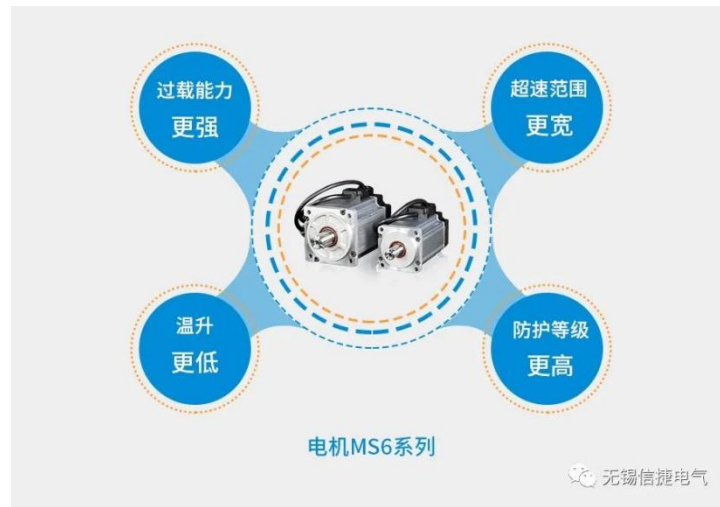 过载能力
更强
超速范围
更宽
温升
更低
防护等级
更高
电机MS6系列
无锡信捷电气